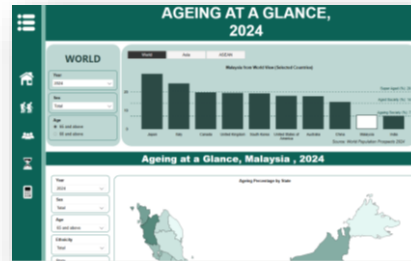 AGEING AT A GLANCE,
2024
WORLD
World
Asia
ASEAN
Year
2024
Sex
Total
Age
65 and above
Malaysia from World View (Selected Countries)
Japan
Italy
Canada
United Kingdom
South Korea
United States of America
Australia
China
Malaysia
India
Source: World Population Prospects 2024
Ageing at a Glance, Malaysia , 2024
Year
2024
Sex
Total
Age
65 and above
Ethnicity
Total
Ageing Percentage by State